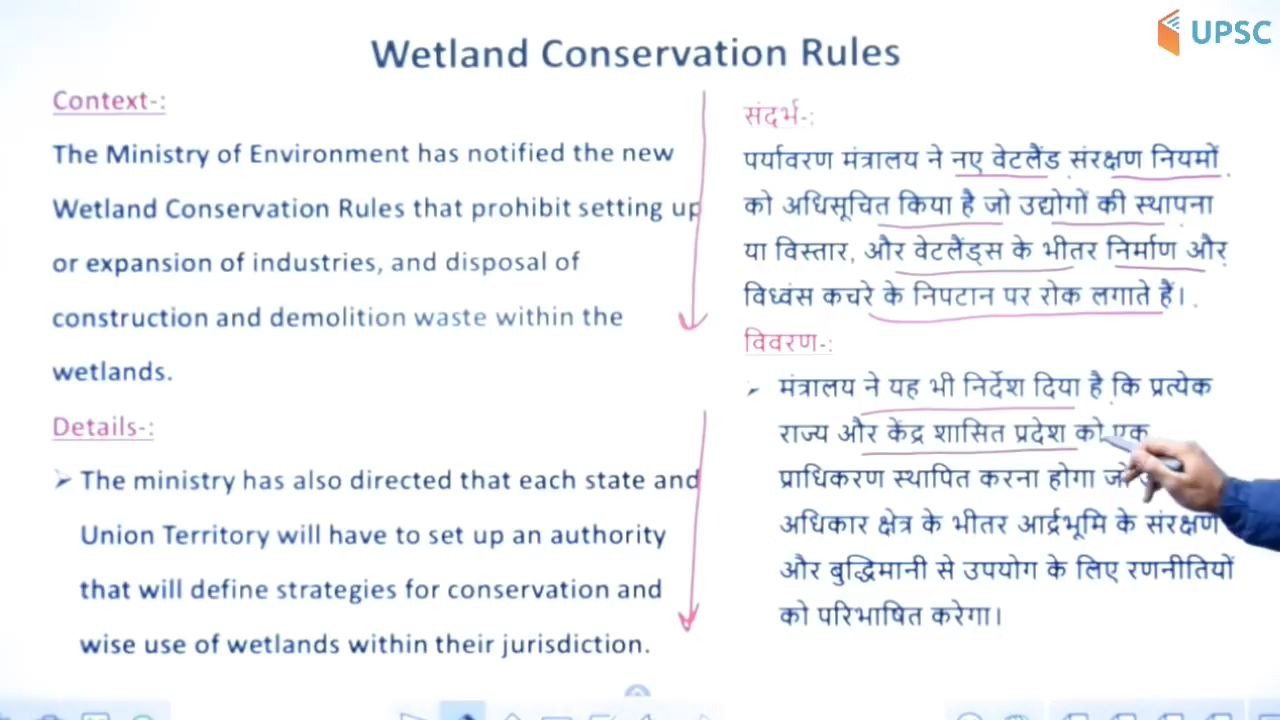 UPSC
Wetland Conservation Rules
Context-:
The Ministry of Environment has notified the new
Wetland Conservation Rules that prohibit setting up
or expansion of industries, and disposal of
construction and demolition waste within the
wetlands.
Details-:
The ministry has also directed that each state and
Union Territory will have to set up an authority
that will define strategies for conservation and
wise use of wetlands within their jurisdiction.
संदर्भ-:
पर्यावरण मंत्रालय ने नए वेटलैंड संरक्षण नियमों
को अधिसूचित किया है जो उद्योगों की स्थापना
या विस्तार, और वेटलैंड्स के भीतर निर्माण और
विध्वंस कचरे के निपटान पर रोक लगाते हैं।
विवरण-:
मंत्रालय ने यह भी निर्देश दिया है कि प्रत्येक
राज्य और केंद्र शासित प्रदेश को एक
प्राधिकरण स्थापित करना होगा जो
अधिकार क्षेत्र के भीतर आर्द्रभूमि के संरक्षण
और बुद्धिमानी से उपयोग के लिए रणनीतियों
को परिभाषित करेगा।